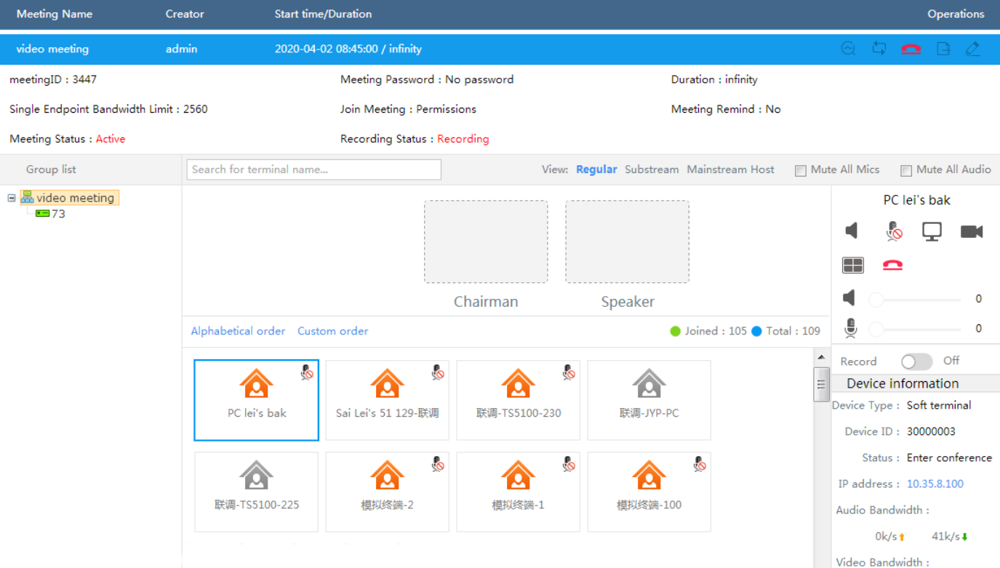 Meeting Name Creator Start time/Duration Operations
video meeting admin 2020-04-02 08:45:00 / infinity
meetingID : 3447 Meeting Password : No password Duration : infinity
Single Endpoint Bandwidth Limit : 2560 Join Meeting : Permissions Meeting Remind : No
Meeting Status : Active Recording Status : Recording
Group list Search for terminal name... View: Regular Substream Mainstream Host Mute All Mics Mute All Audio
video meeting
73
Chairman Speaker
Alphabetical order Custom order Joined : 105 Total : 109
PC lei's bak Sai Lei's 51 129-联调 联调-TS5100-230 联调-JYP-PC
联调-TS5100-225 模拟终端-2 模拟终端-1 模拟终端-100
PC lei's bak
0
0
Record Off
Device information
Device Type : Soft terminal
Device ID : 30000003
Status : Enter conference
IP address : 10.35.8.100
Audio Bandwidth :
0k/s 41k/s
Video Bandwidth :